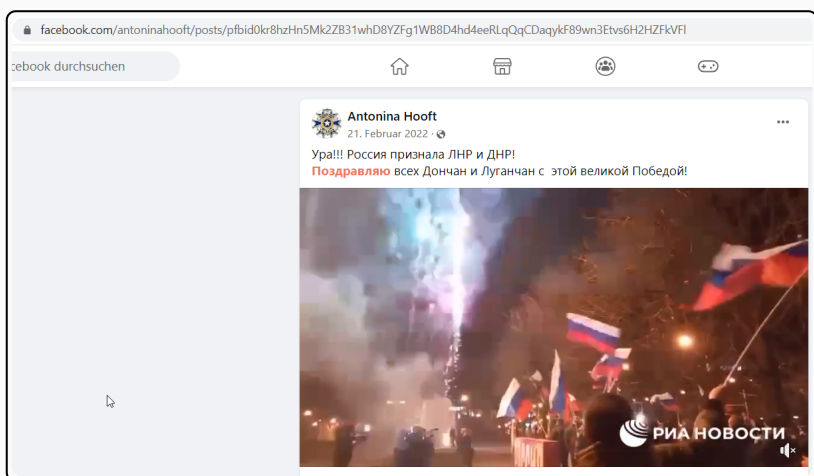 facebook.com/antoninahooft/posts/pfbid0kr8hzHn5Mk2ZB31whD8YZFg1WB8D4hd4eeRLqQqCDaqykF89wn3Etvs6H2HZFkVFl
cebook durchsuchen
Antonina Hooft
21. Februar 2022 ·
Ура!!! Россия признала ЛНР и ДНР!
Поздравляю всех Дончан и Луганчан с этой великой Победой!
РИА НОВОСТИ